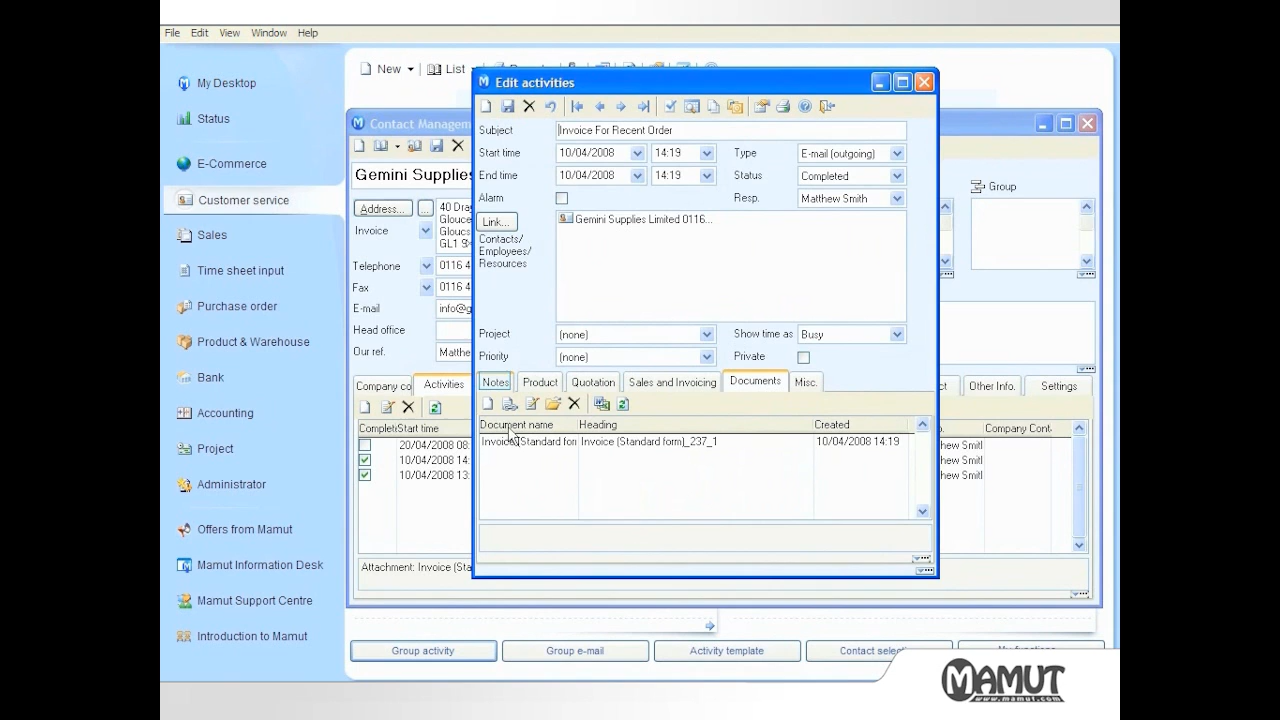 File Edit View Window Help
My Desktop
Status
E-Commerce
Customer service
Sales
Time sheet input
Purchase order
Product & Warehouse
Bank
Accounting
Project
Administrator
Offers from Mamut
Mamut Information Desk
Mamut Support Centre
Introduction to Mamut
New List
Contact Managem
Gemini Supplies
Address... ...
40 Dra
Glouce
Invoice
Gloucs
GL1 9
Telephone 0116 4
Fax 0116 4
E-mail info@g
Head office
Our ref. Matthe
Company co Activities
Complet Start time
20/04/2008 08:
10/04/2008 14:
10/04/2008 13:
Attachment: Invoice (Sta
Edit activities
Subject Invoice For Recent Order
Start time 10/04/2008 14:19 Type E-mail (outgoing)
End time 10/04/2008 14:19 Status Completed
Alarm Resp. Matthew Smith
Link... Gemini Supplies Limited 0116...
Contacts/
Employees/
Resources
Project (none) Show time as Busy
Priority (none) Private
Notes Product Quotation Sales and Invoicing Documents Misc.
Document name Heading Created
Invoice (Standard for Invoice (Standard form)_237_1 10/04/2008 14:19
Group
ct Other Info. Settings
Company Cont
hew Smitl
hew Smitl
hew Smitl
Group activity Group e-mail Activity template Contact select
MAMUT
www.mamut.com